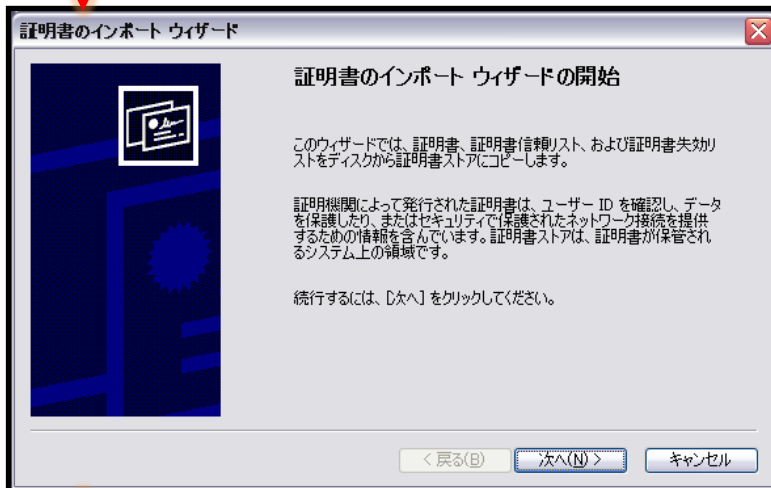 証明書のインポート ウィザード
証明書のインポート ウィザードの開始
このウィザードでは、証明書、証明書信頼リスト、および証明書失効リ
ストをディスクから証明書ストアにコピーします。
証明機関によって発行された証明書は、ユーザー ID を確認し、データ
を保護したり、またはセキュリティで保護されたネットワーク接続を提供
するための情報を含んでいます。証明書ストアは、証明書が保管され
るシステム上の領域です。
続行するには、[次へ] をクリックしてください。
< 戻る(B) 次へ(N) > キャンセル